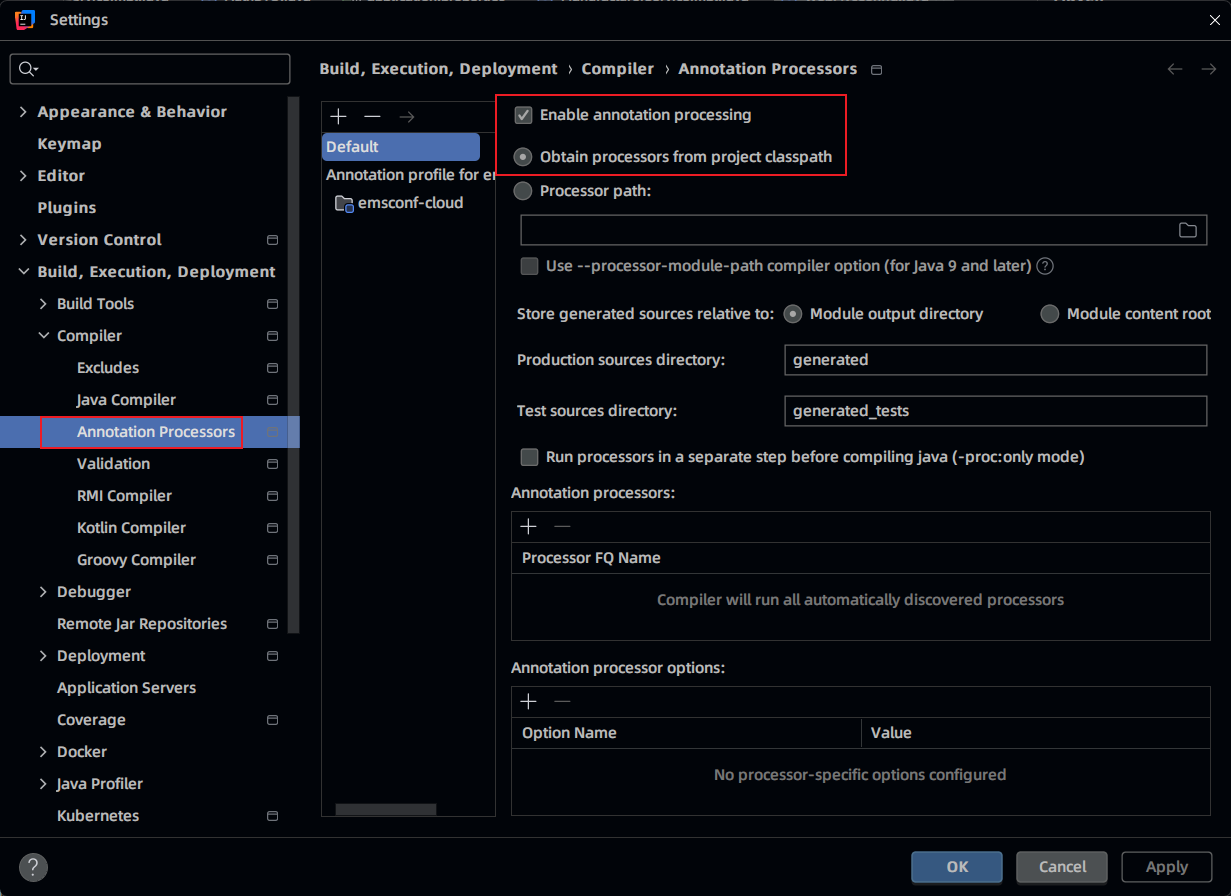 Settings
Build, Execution, Deployment › Compiler › Annotation Processors
Appearance & Behavior
Keymap
Editor
Plugins
Version Control
Build, Execution, Deployment
Build Tools
Compiler
Excludes
Java Compiler
Annotation Processors
Validation
RMI Compiler
Kotlin Compiler
Groovy Compiler
Debugger
Remote Jar Repositories
Deployment
Application Servers
Coverage
Docker
Java Profiler
Kubernetes
Default
Annotation profile for
emsconf-cloud
Enable annotation processing
Obtain processors from project classpath
Processor path:
Use --processor-module-path compiler option (for Java 9 and later) ?
Store generated sources relative to: Module output directory Module content root
Production sources directory: generated
Test sources directory: generated_tests
Run processors in a separate step before compiling java (-proc:only mode)
Annotation processors:
Processor FQ Name
Compiler will run all automatically discovered processors
Annotation processor options:
Option Name Value
No processor-specific options configured
? OK Cancel Apply